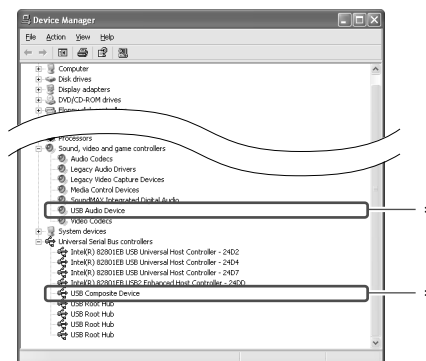 Device Manager
File Action View Help
Computer
Disk drives
Display adapters
DVD/CD-ROM drives
Processors
Sound, video and game controllers
Audio Codecs
Legacy Audio Drivers
Legacy Video Capture Devices
Media Control Devices
SoundMAX Integrated Digital Audio
USB Audio Device
Video Codecs
System devices
Universal Serial Bus controllers
Intel(R) 82801EB USB Universal Host Controller - 24D2
Intel(R) 82801EB USB Universal Host Controller - 24D4
Intel(R) 82801EB USB Universal Host Controller - 24D7
Intel(R) 82801EB USB2 Enhanced Host Controller - 24DD
USB Composite Device
USB Root Hub
USB Root Hub
USB Root Hub
USB Root Hub